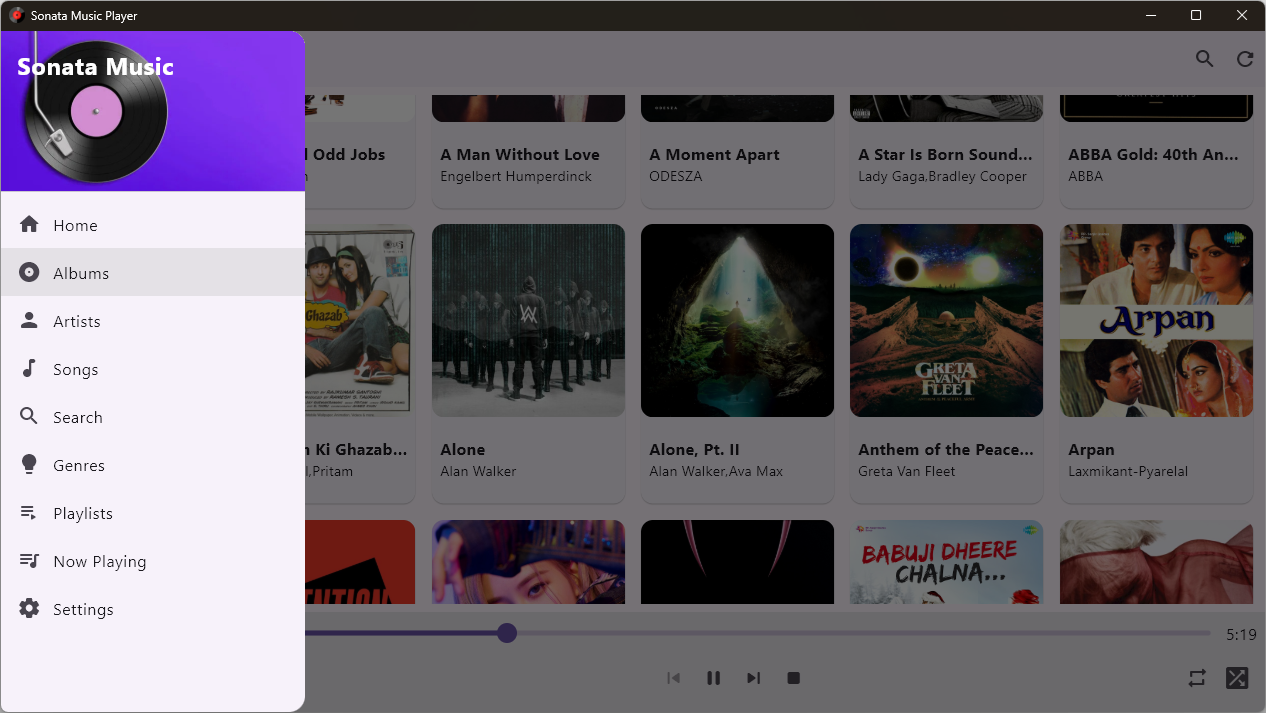 Sonata Music Player
Sonata Music
Home
Albums
Artists
Songs
Search
Genres
Playlists
Now Playing
Settings
Odd Jobs
A Man Without Love
Engelbert Humperdinck
A Moment Apart
ODESZA
A Star Is Born Sound...
Lady Gaga,Bradley Cooper
ABBA Gold: 40th An...
ABBA
Ghazab
Arpan
GRETA
VAN
FLEET
Ki Ghazab...
,Pritam
Alone
Alan Walker
Alone, Pt. II
Alan Walker,Ava Max
Anthem of the Peace...
Greta Van Fleet
Arpan
Laxmikant-Pyarelal
BABUJI DHEERE
CHALNA...
5:19